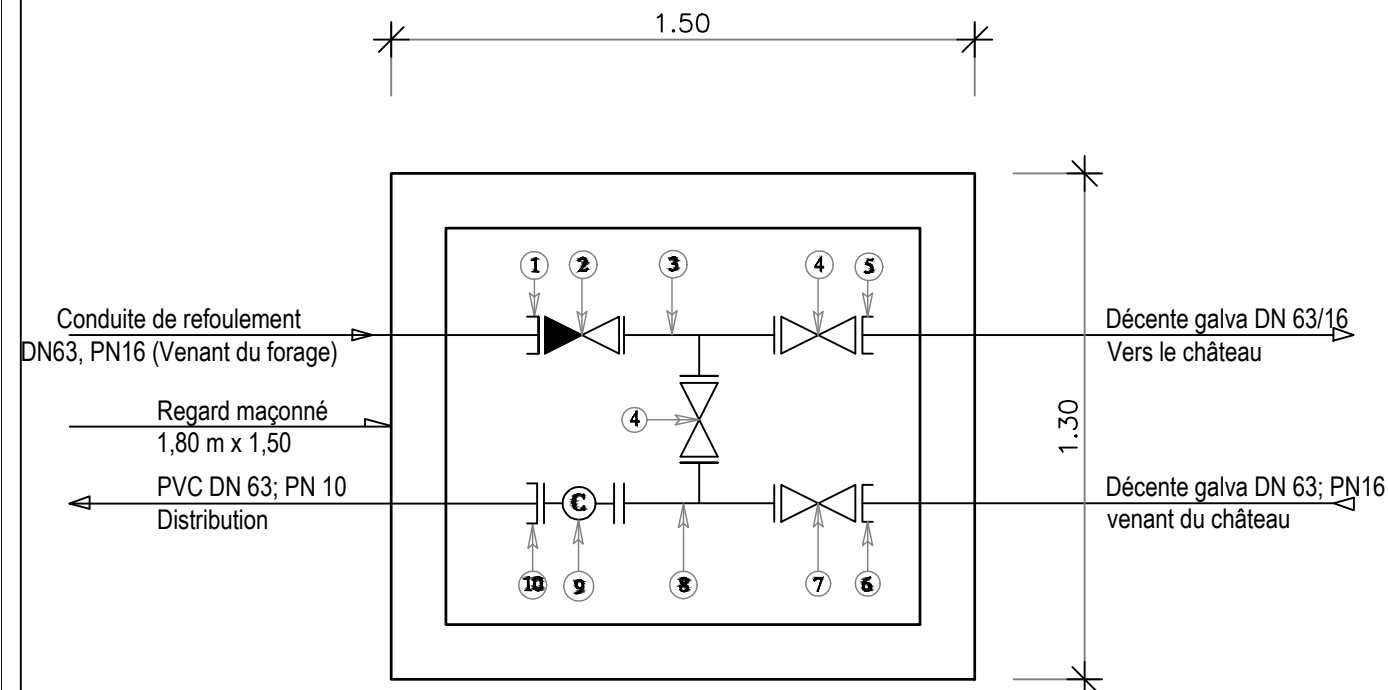 1.50
1 2 3 4 5
Conduite de refoulement
DN63, PN16 (Venant du forage)
Décente galva DN 63/16
Vers le château
Regard maçonné
1,80 m x 1,50
4
1.30
PVC DN 63; PN 10
Distribution
C
Décente galva DN 63; PN16
venant du château
10 9 8 7 6